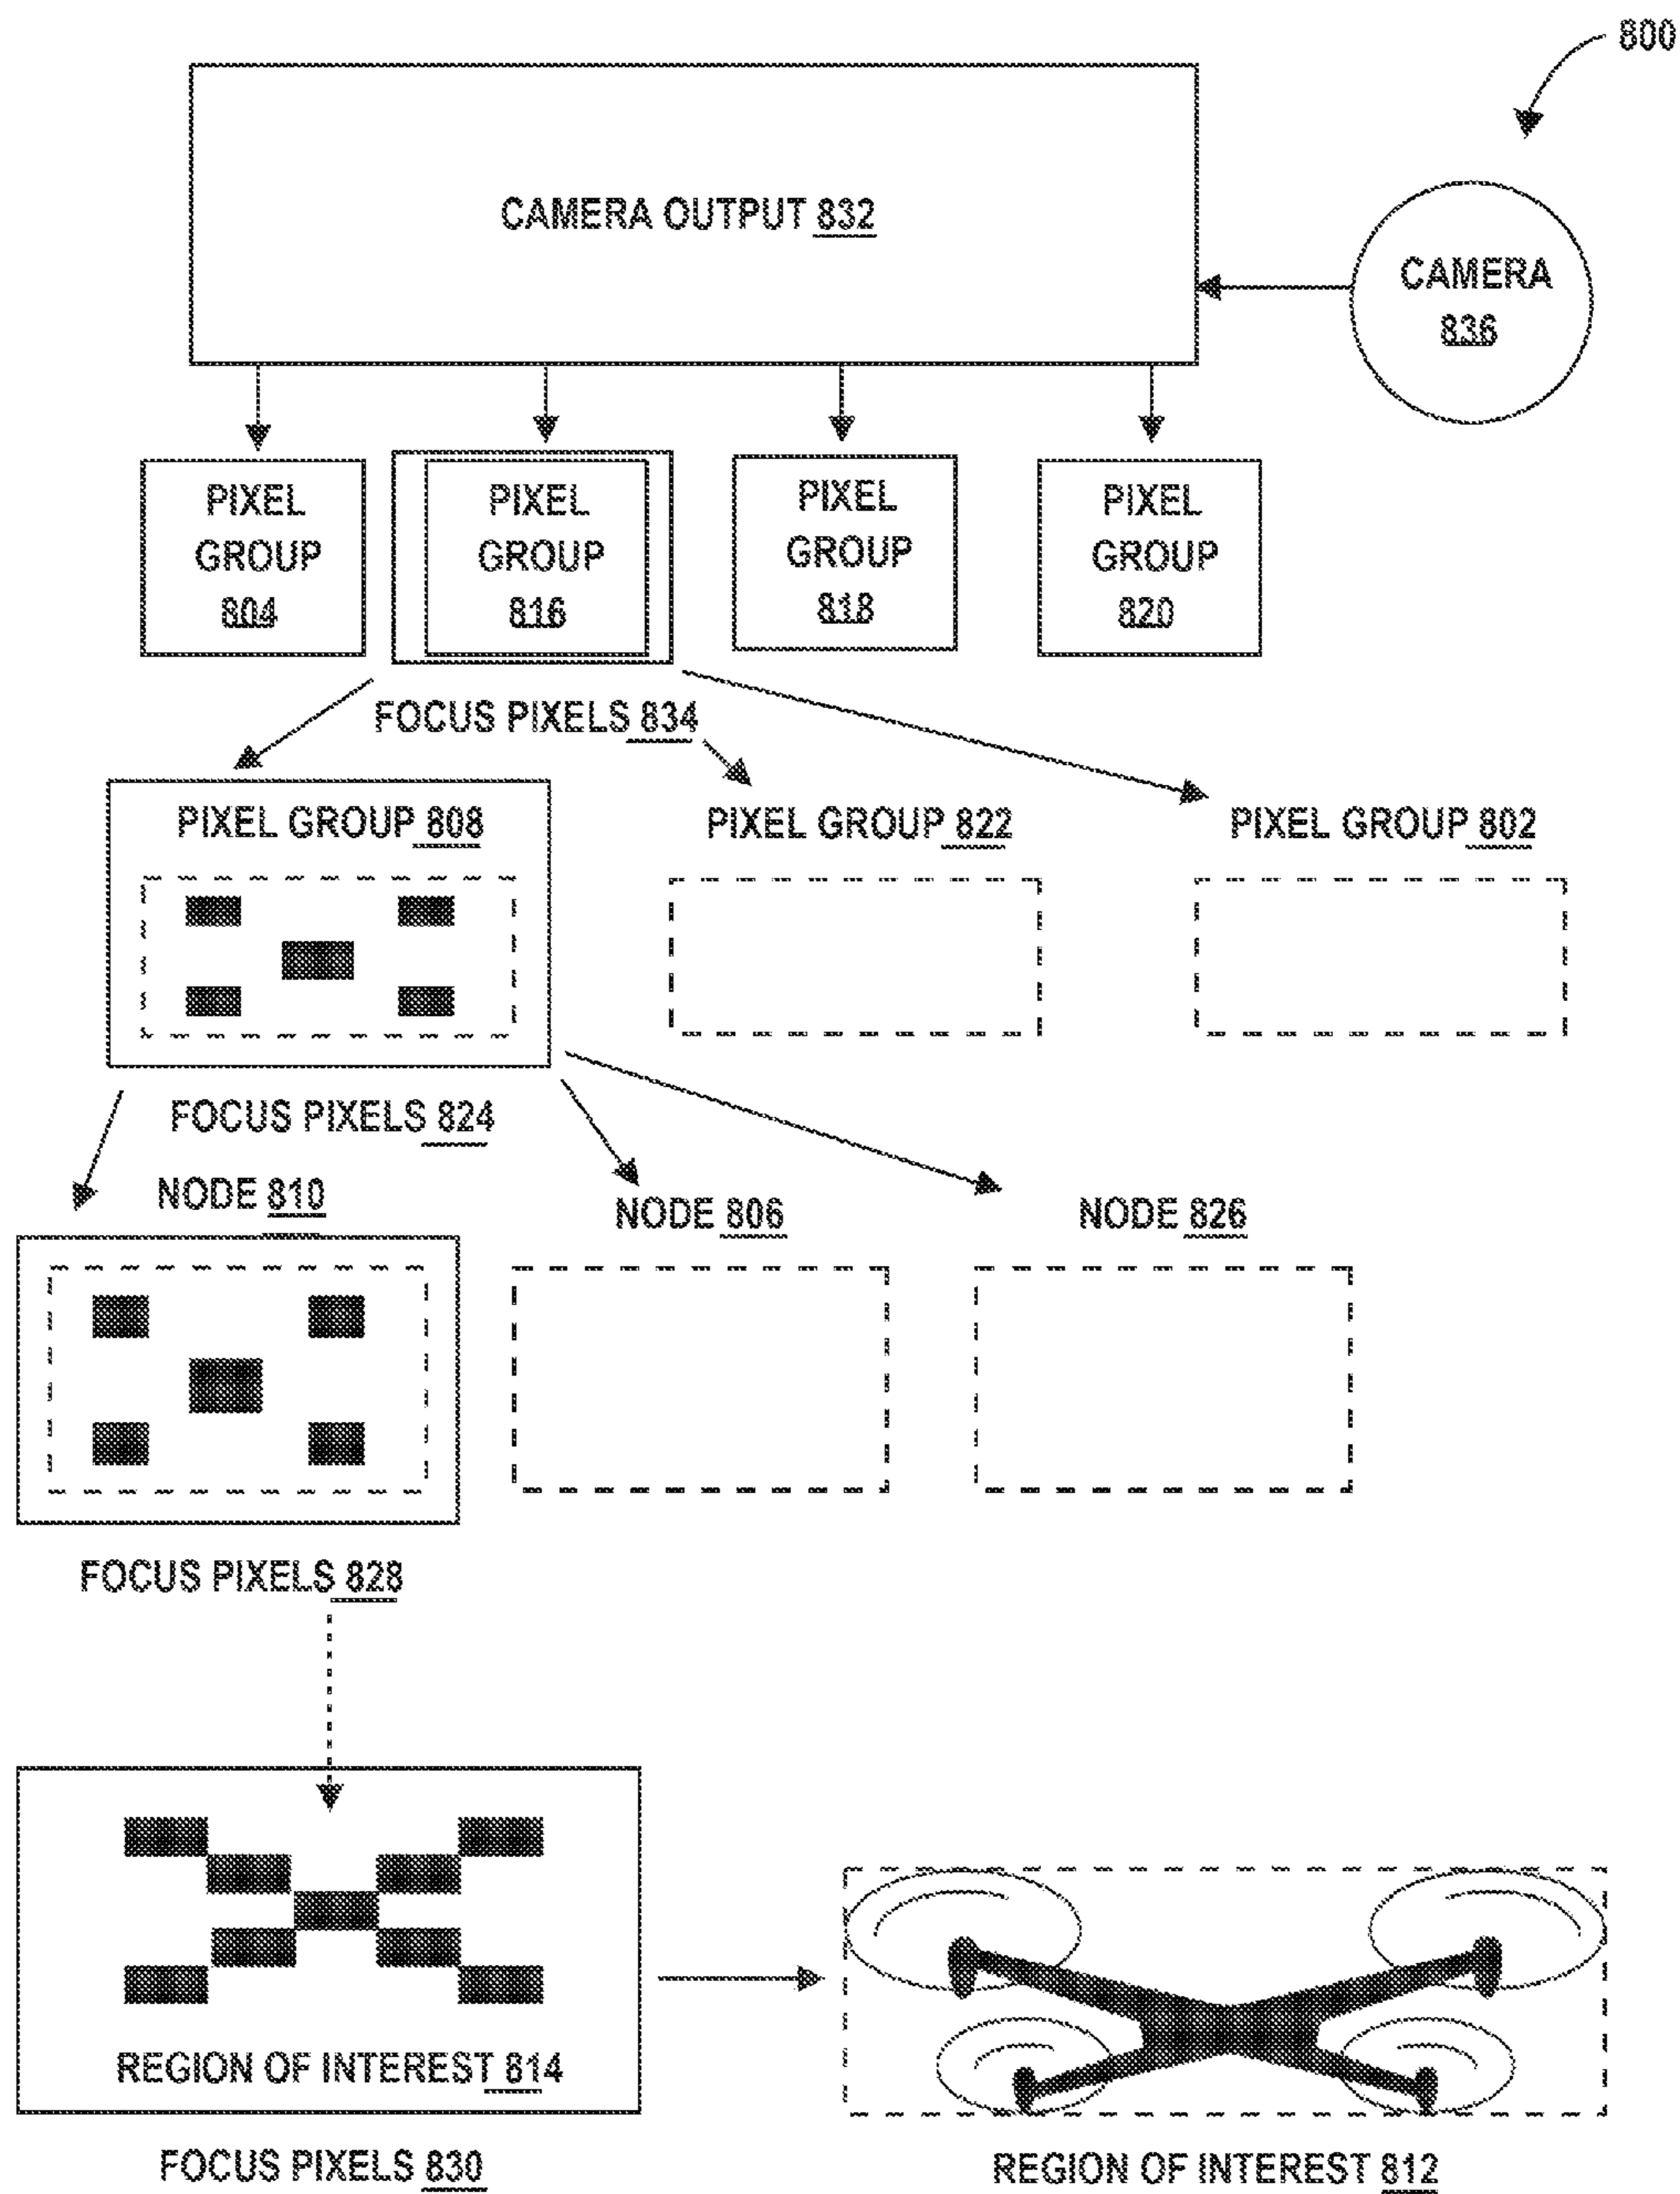 800
CAMERA OUTPUT 832
CAMERA
836
PIXEL
GROUP
804
PIXEL
GROUP
816
PIXEL
GROUP
818
PIXEL
GROUP
820
FOCUS PIXELS 834
PIXEL GROUP 808
PIXEL GROUP 822
PIXEL GROUP 802
FOCUS PIXELS 824
NODE 810
NODE 806
NODE 826
FOCUS PIXELS 828
REGION OF INTEREST 814
FOCUS PIXELS 830
REGION OF INTEREST 812